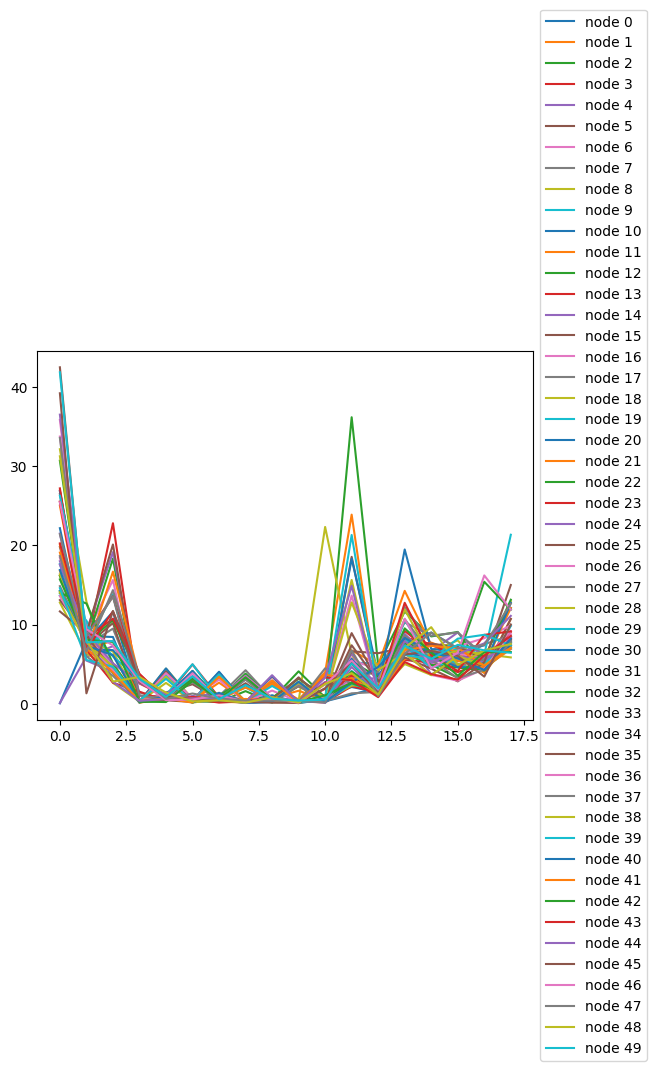 node 0
node 1
node 2
node 3
node 4
node 5
node 6
node 7
node 8
node 9
node 10
node 11
node 12
node 13
node 14
node 15
node 16
node 17
node 18
node 19
node 20
node 21
node 22
node 23
node 24
node 25
node 26
node 27
node 28
node 29
node 30
node 31
node 32
node 33
node 34
node 35
node 36
node 37
node 38
node 39
node 40
node 41
node 42
node 43
node 44
node 45
node 46
node 47
node 48
node 49
40
30
20
10
0
0.0 2.5 5.0 7.5 10.0 12.5 15.0 17.5